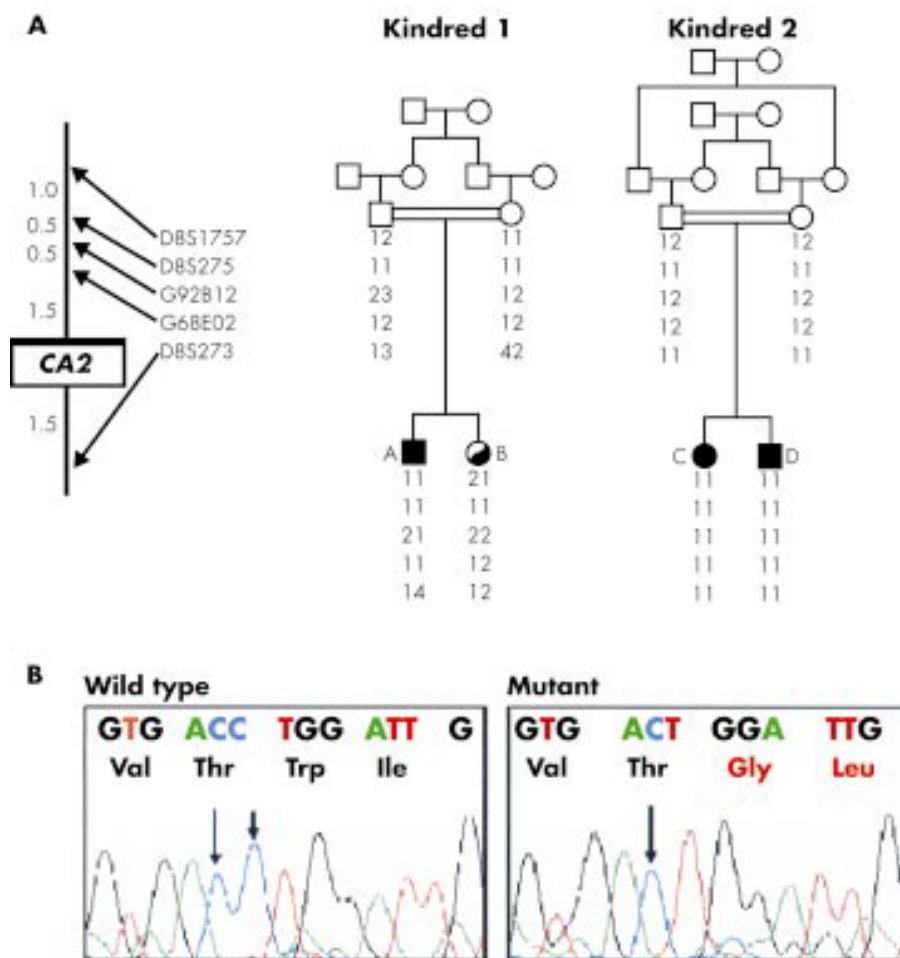 A
Kindred 1
Kindred 2
1.0
0.5
0.5
1.5
CA2
1.5
D8S1757
D8S275
G92B12
G68E02
D8S273
12 11
11 11
23 12
12 12
13 42
12 12
11 11
12 12
12 12
11 11
A B
11 21
11 11
21 22
11 12
14 12
C D
11 11
11 11
11 11
11 11
11 11
B
Wild type
GTG ACC TGG ATT G
Val Thr Trp Ile
Mutant
GTG ACT GGA TTG
Val Thr Gly Leu